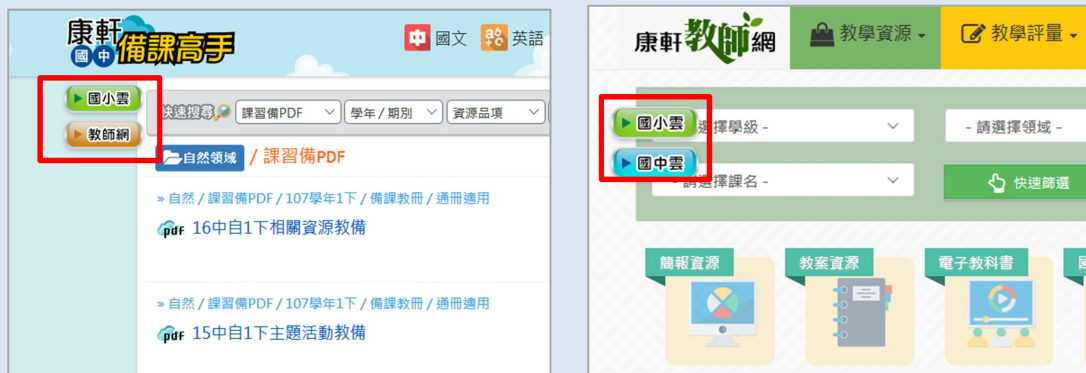 康軒
國中備課高手
中 國文 英語
國小雲
教師網
快速搜尋 課習備PDF 學年/期別 資源品項
自然領域 / 課習備PDF
» 自然 / 課習備PDF / 107學年1下 / 備課教冊 / 通冊適用
pdf 16中自1下相關資源教備
» 自然 / 課習備PDF / 107學年1下 / 備課教冊 / 通冊適用
pdf 15中自1下主題活動教備
康軒教師網 教學資源 教學評量
國小雲
選擇學級 - - 請選擇領域 -
國中雲
- 請選擇課名 - 快速篩選
簡報資源 教案資源 電子教科書